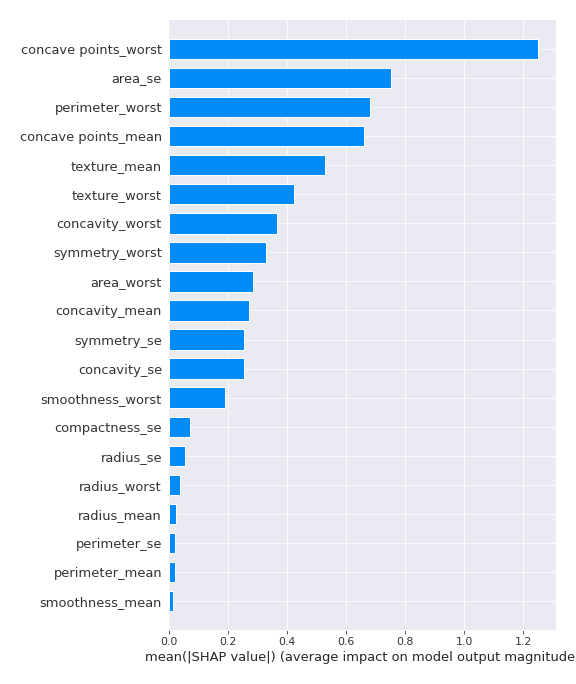 concave points_worst
area_se
perimeter_worst
concave points_mean
texture_mean
texture_worst
concavity_worst
symmetry_worst
area_worst
concavity_mean
symmetry_se
concavity_se
smoothness_worst
compactness_se
radius_se
radius_worst
radius_mean
perimeter_se
perimeter_mean
smoothness_mean
0.0 0.2 0.4 0.6 0.8 1.0 1.2
mean(|SHAP value|) (average impact on model output magnitude